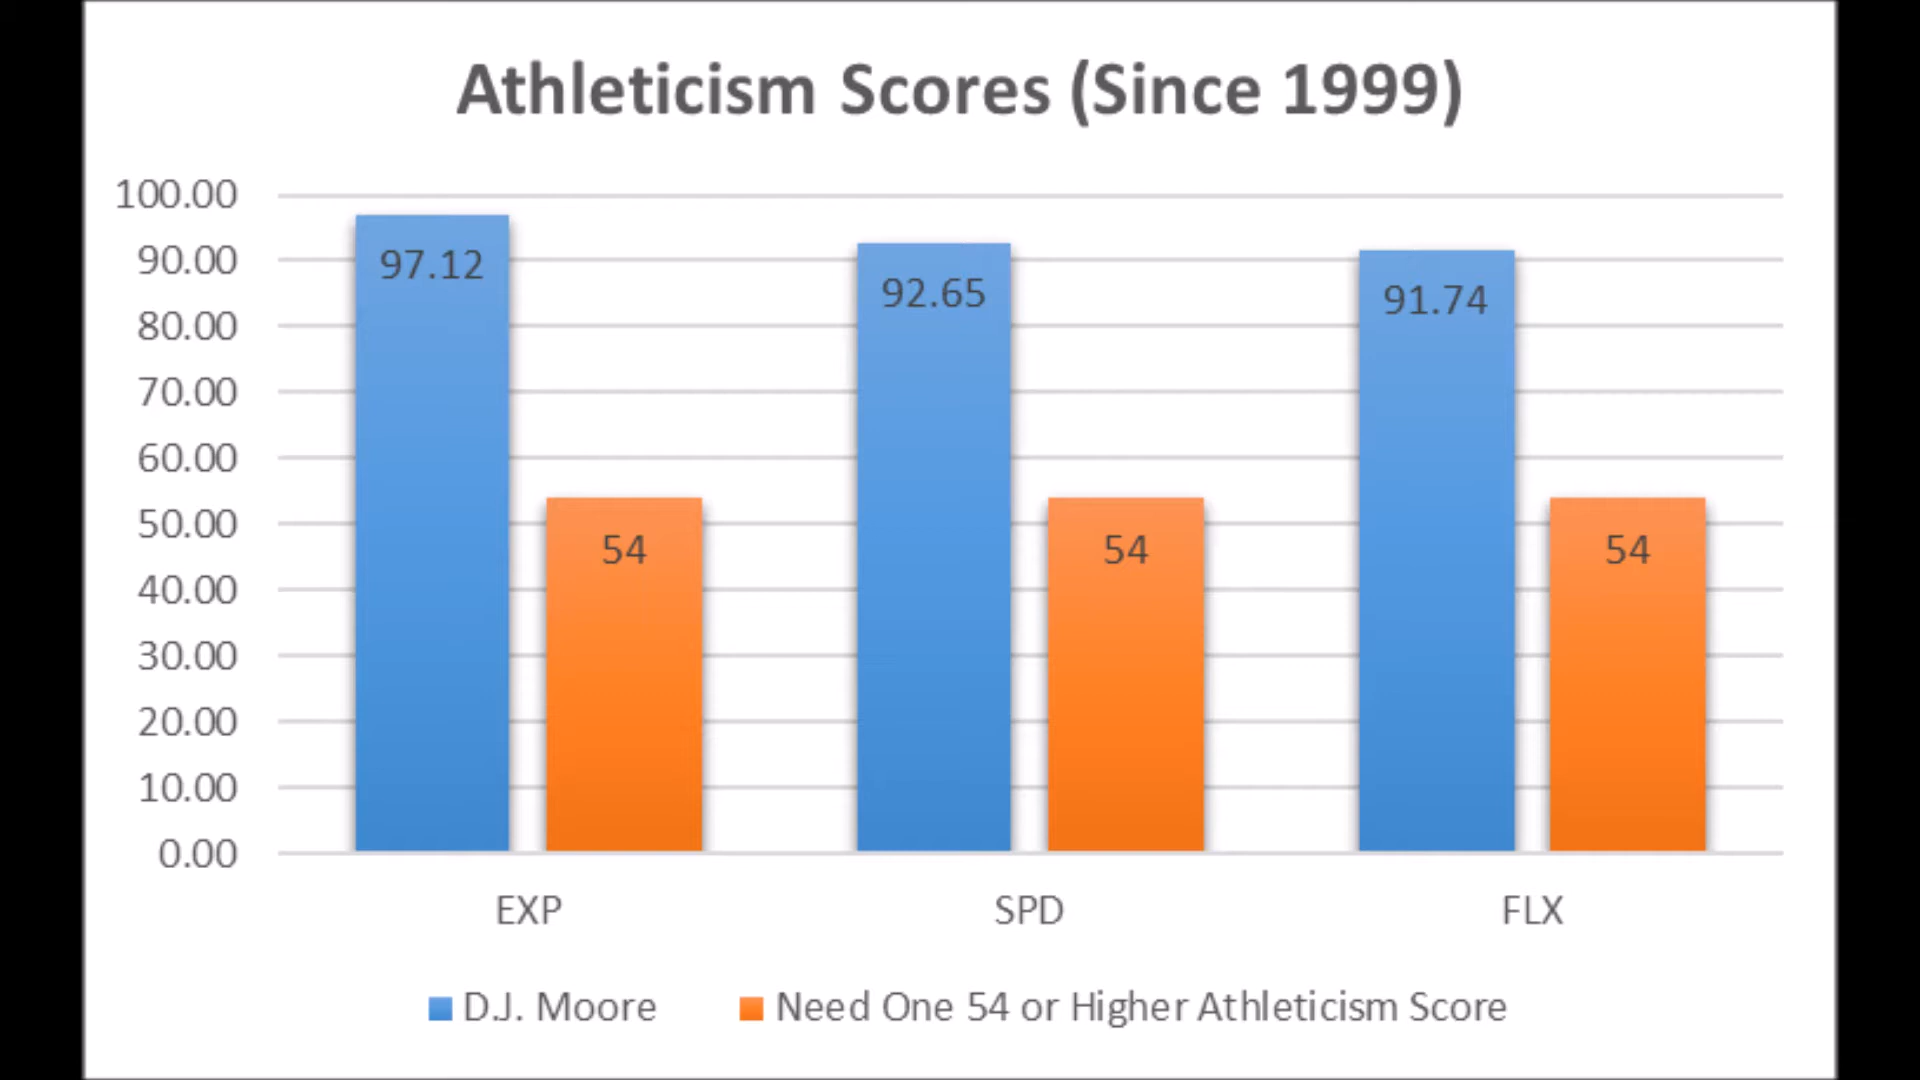 Athleticism Scores (Since 1999)
100.00
90.00
80.00
70.00
60.00
50.00
40.00
30.00
20.00
10.00
0.00
97.12
54
92.65
54
91.74
54
EXP
SPD
FLX
D.J. Moore
Need One 54 or Higher Athleticism Score